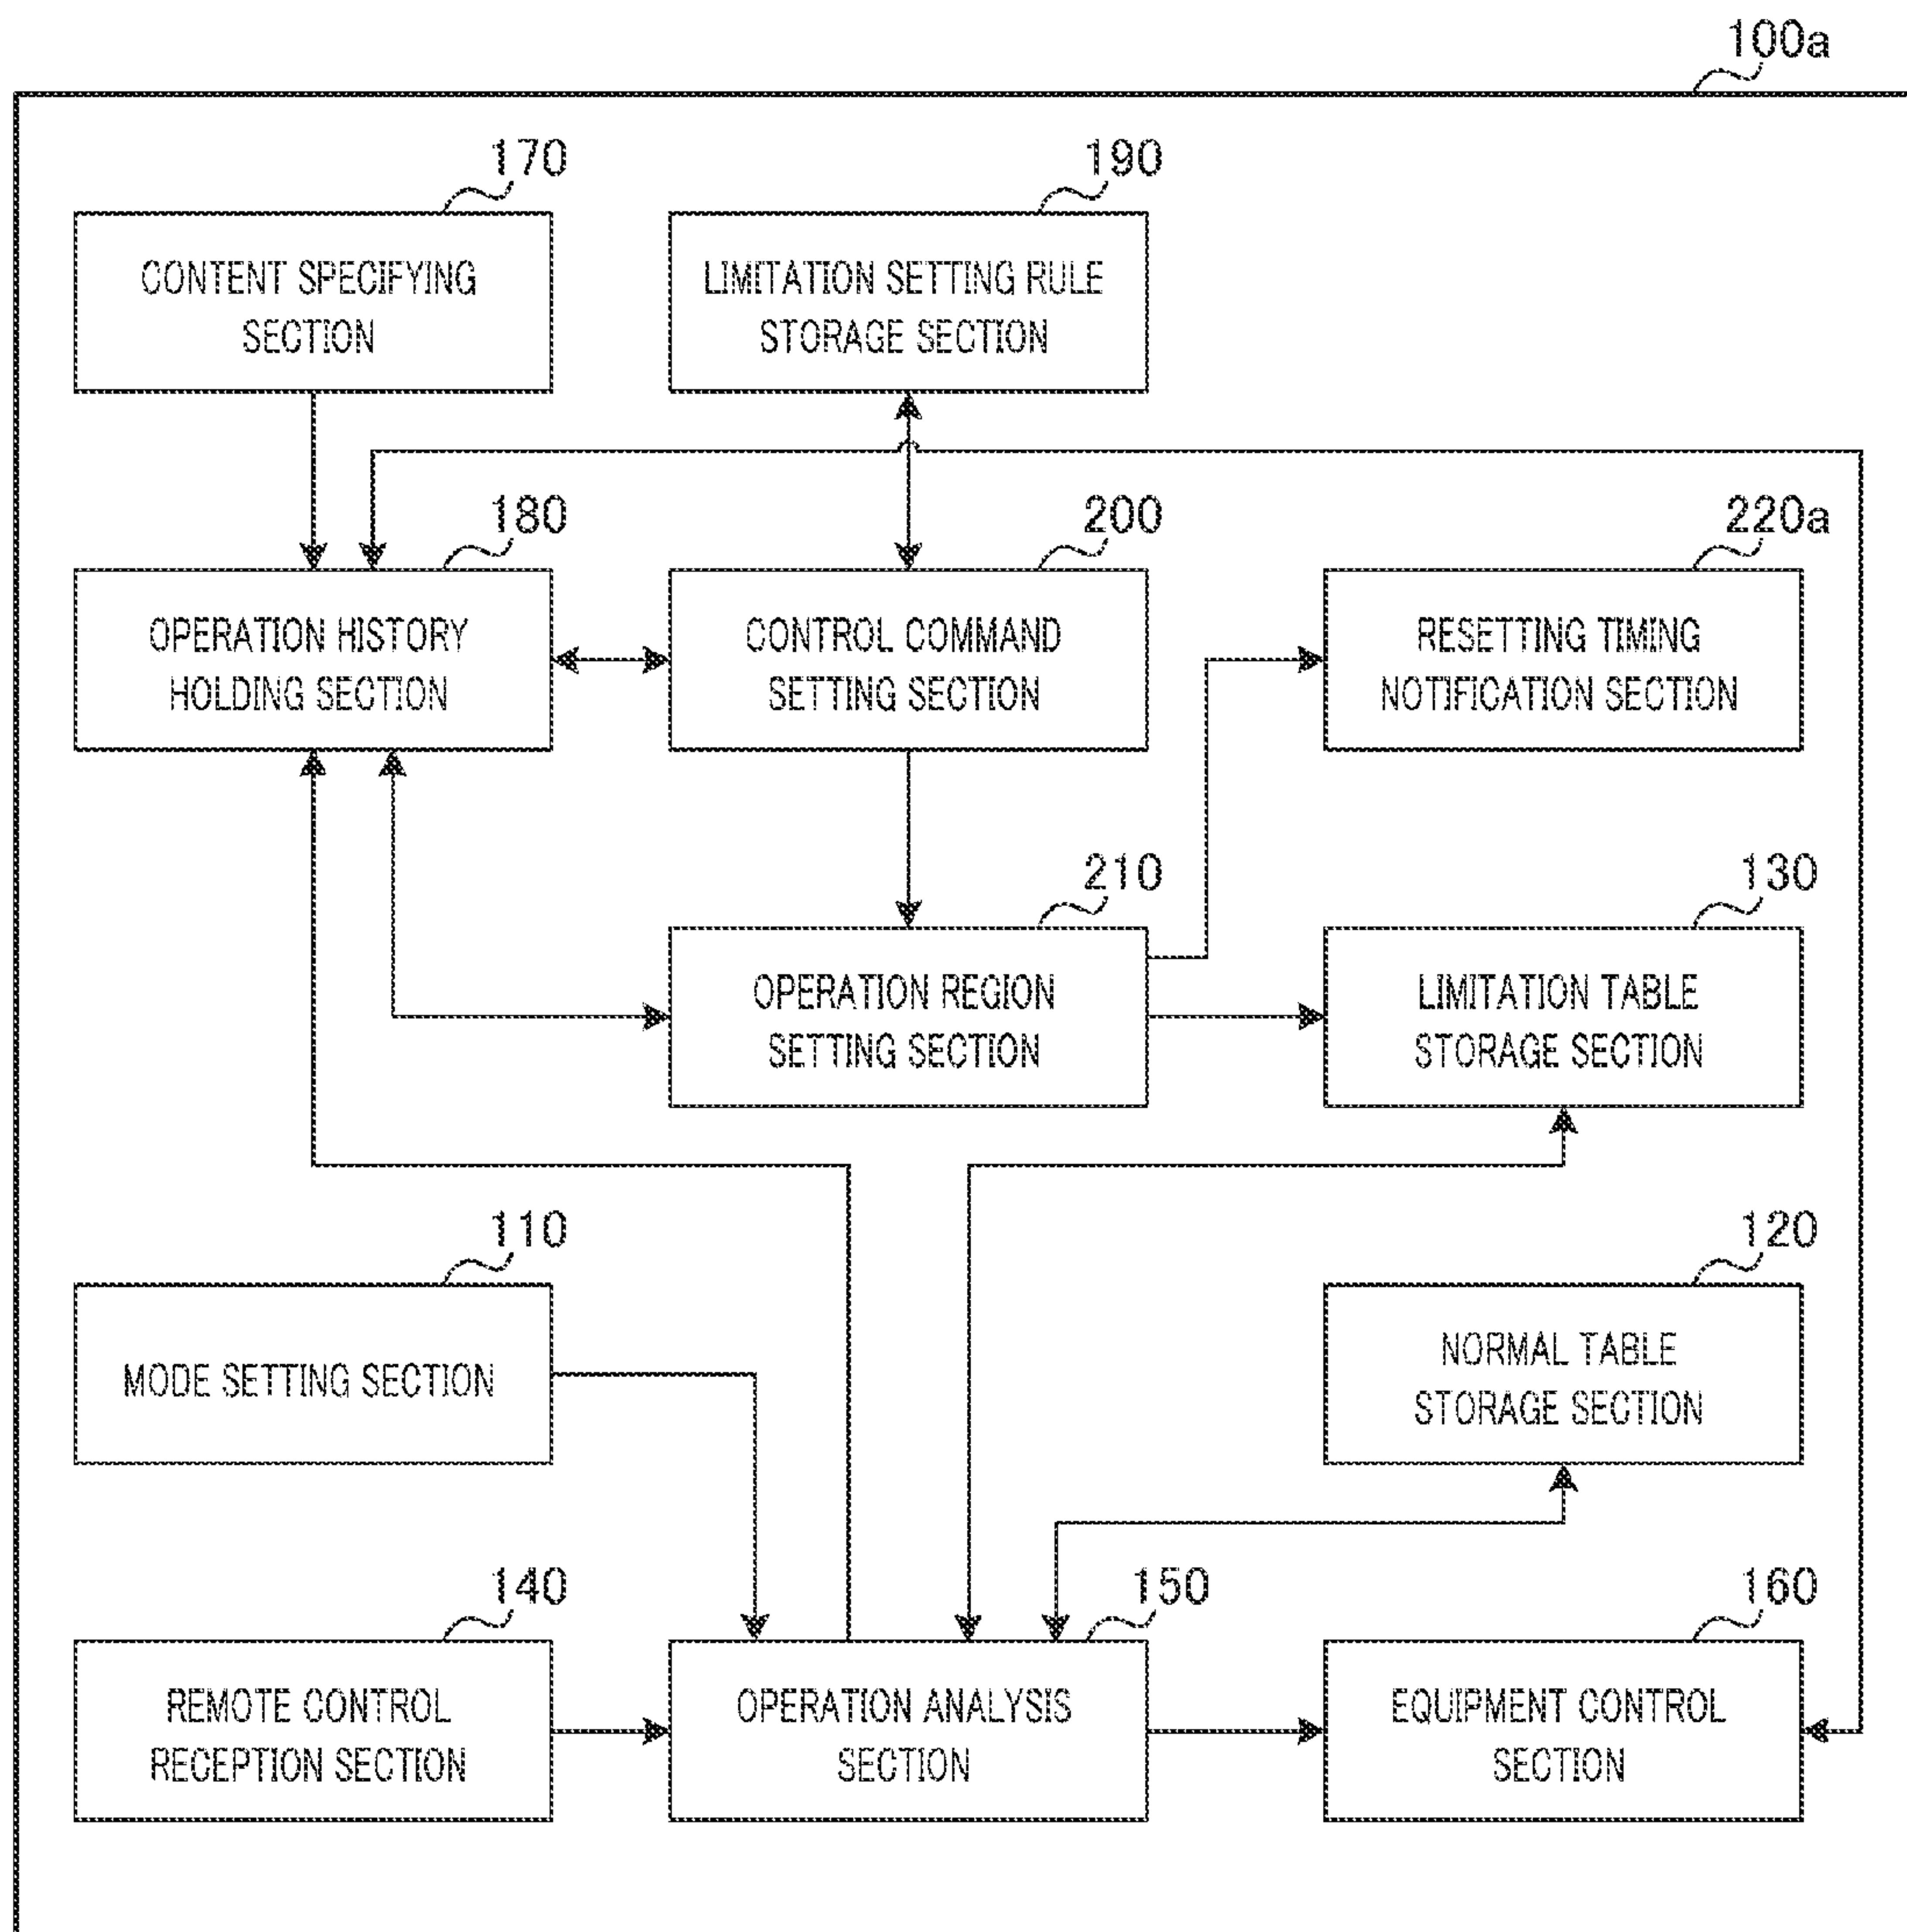 100a
170
CONTENT SPECIFYING
SECTION
190
LIMITATION SETTING RULE
STORAGE SECTION
180
OPERATION HISTORY
HOLDING SECTION
200
CONTROL COMMAND
SETTING SECTION
220a
RESETTING TIMING
NOTIFICATION SECTION
210
OPERATION REGION
SETTING SECTION
130
LIMITATION TABLE
STORAGE SECTION
110
MODE SETTING SECTION
120
NORMAL TABLE
STORAGE SECTION
140
REMOTE CONTROL
RECEPTION SECTION
150
OPERATION ANALYSIS
SECTION
160
EQUIPMENT CONTROL
SECTION